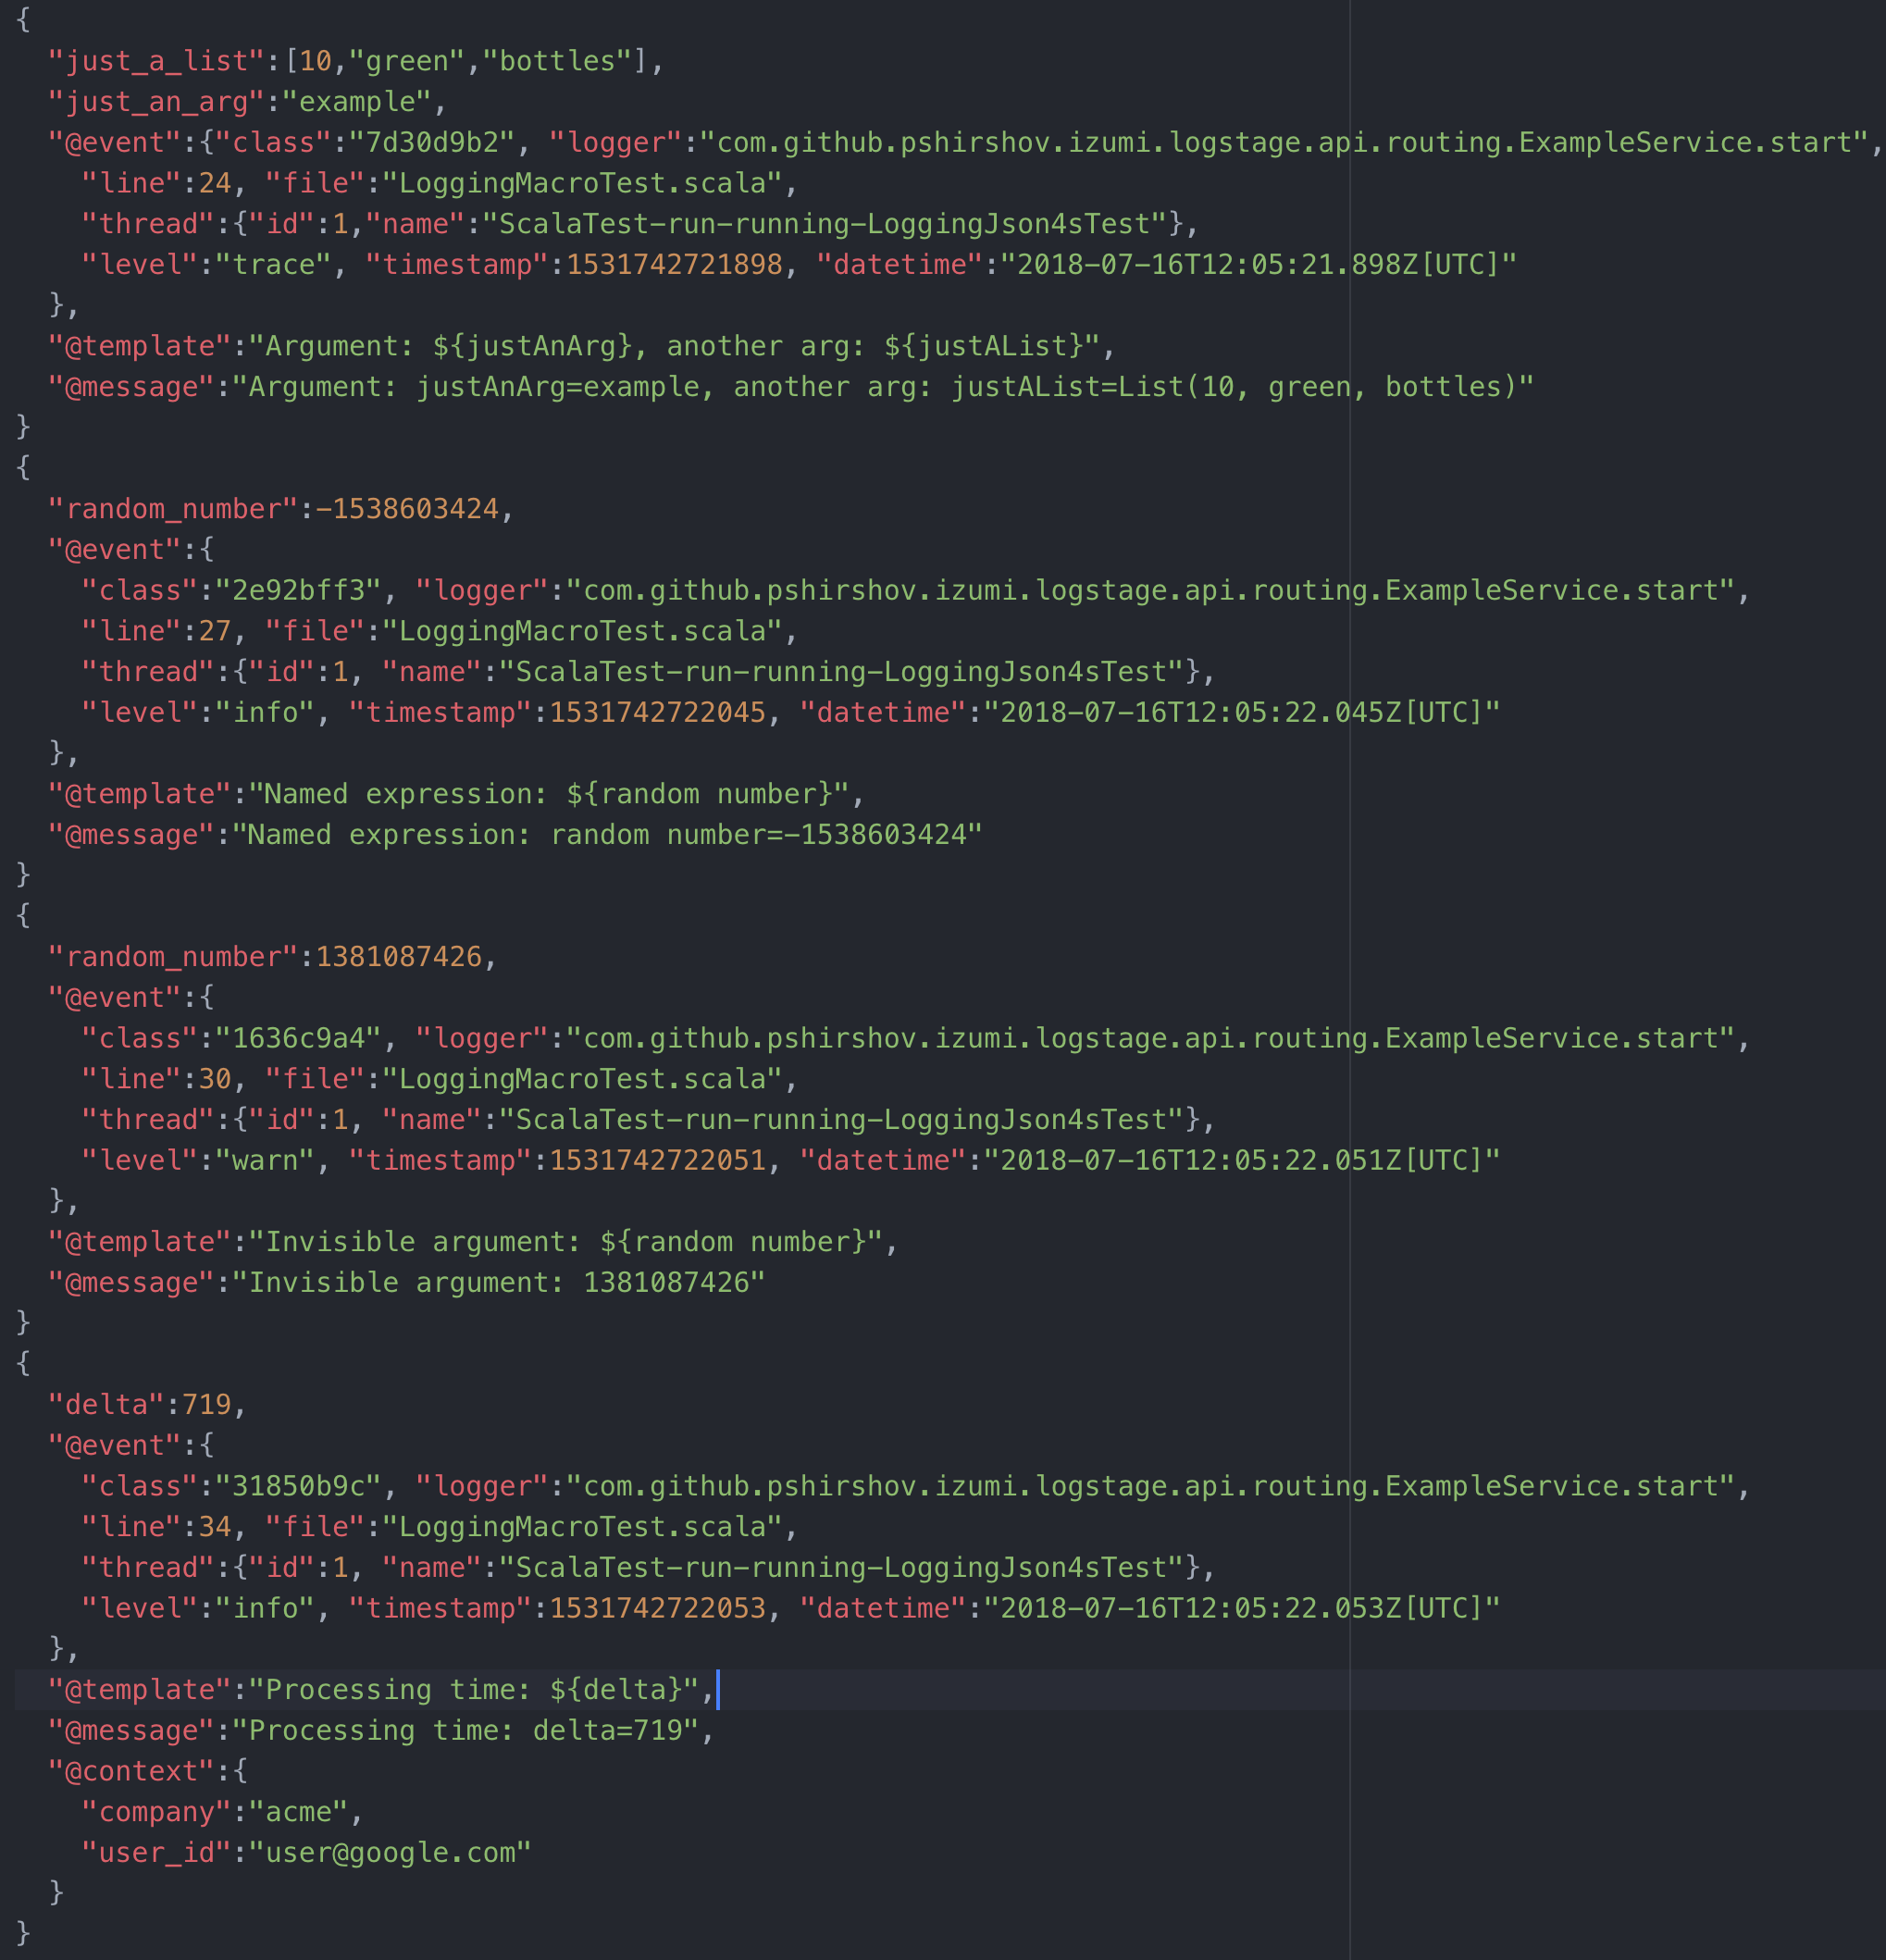 {
  "just_a_list":[10,"green","bottles"],
  "just_an_arg":"example",
  "@event":{"class":"7d30d9b2", "logger":"com.github.pshirshov.izumi.logstage.api.routing.ExampleService.start",
    "line":24, "file":"LoggingMacroTest.scala",
    "thread":{"id":1,"name":"ScalaTest-run-running-LoggingJson4sTest"},
    "level":"trace", "timestamp":1531742721898, "datetime":"2018-07-16T12:05:21.898Z[UTC]"
  },
  "@template":"Argument: ${justAnArg}, another arg: ${justAList}",
  "@message":"Argument: justAnArg=example, another arg: justAList=List(10, green, bottles)"
}
{
  "random_number":-1538603424,
  "@event":{
    "class":"2e92bff3", "logger":"com.github.pshirshov.izumi.logstage.api.routing.ExampleService.start",
    "line":27, "file":"LoggingMacroTest.scala",
    "thread":{"id":1, "name":"ScalaTest-run-running-LoggingJson4sTest"},
    "level":"info", "timestamp":1531742722045, "datetime":"2018-07-16T12:05:22.045Z[UTC]"
  },
  "@template":"Named expression: ${random number}",
  "@message":"Named expression: random number=-1538603424"
}
{
  "random_number":1381087426,
  "@event":{
    "class":"1636c9a4", "logger":"com.github.pshirshov.izumi.logstage.api.routing.ExampleService.start",
    "line":30, "file":"LoggingMacroTest.scala",
    "thread":{"id":1, "name":"ScalaTest-run-running-LoggingJson4sTest"},
    "level":"warn", "timestamp":1531742722051, "datetime":"2018-07-16T12:05:22.051Z[UTC]"
  },
  "@template":"Invisible argument: ${random number}",
  "@message":"Invisible argument: 1381087426"
}
{
  "delta":719,
  "@event":{
    "class":"31850b9c", "logger":"com.github.pshirshov.izumi.logstage.api.routing.ExampleService.start",
    "line":34, "file":"LoggingMacroTest.scala",
    "thread":{"id":1, "name":"ScalaTest-run-running-LoggingJson4sTest"},
    "level":"info", "timestamp":1531742722053, "datetime":"2018-07-16T12:05:22.053Z[UTC]"
  },
  "@template":"Processing time: ${delta}",
  "@message":"Processing time: delta=719",
  "@context":{
    "company":"acme",
    "user_id":"user@google.com"
  }
}